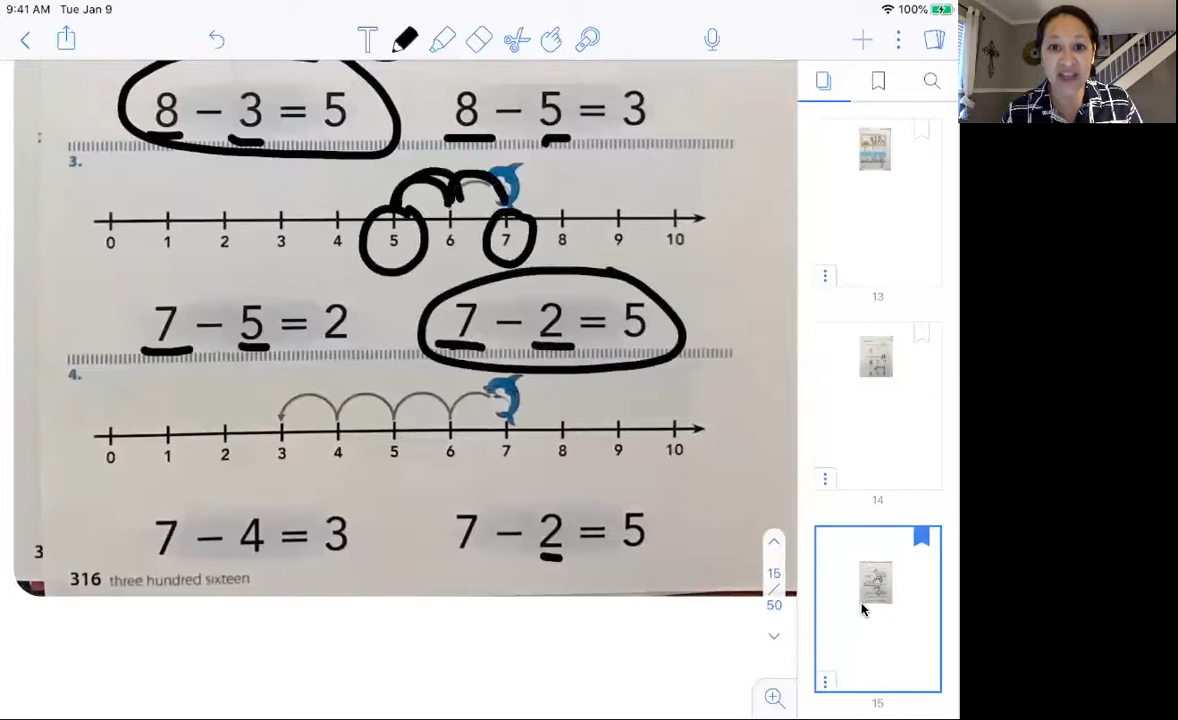 9:41 AM Tue Jan 9
100%
T
8 − 3 = 5 8 − 5 = 3
3.
0 1 2 3 4 5 6 7 8 9 10
7 − 5 = 2 7 − 2 = 5
4.
0 1 2 3 4 5 6 7 8 9 10
7 − 4 = 3 7 − 2 = 5
3
316 three hundred sixteen
15
/
50
13
14
15